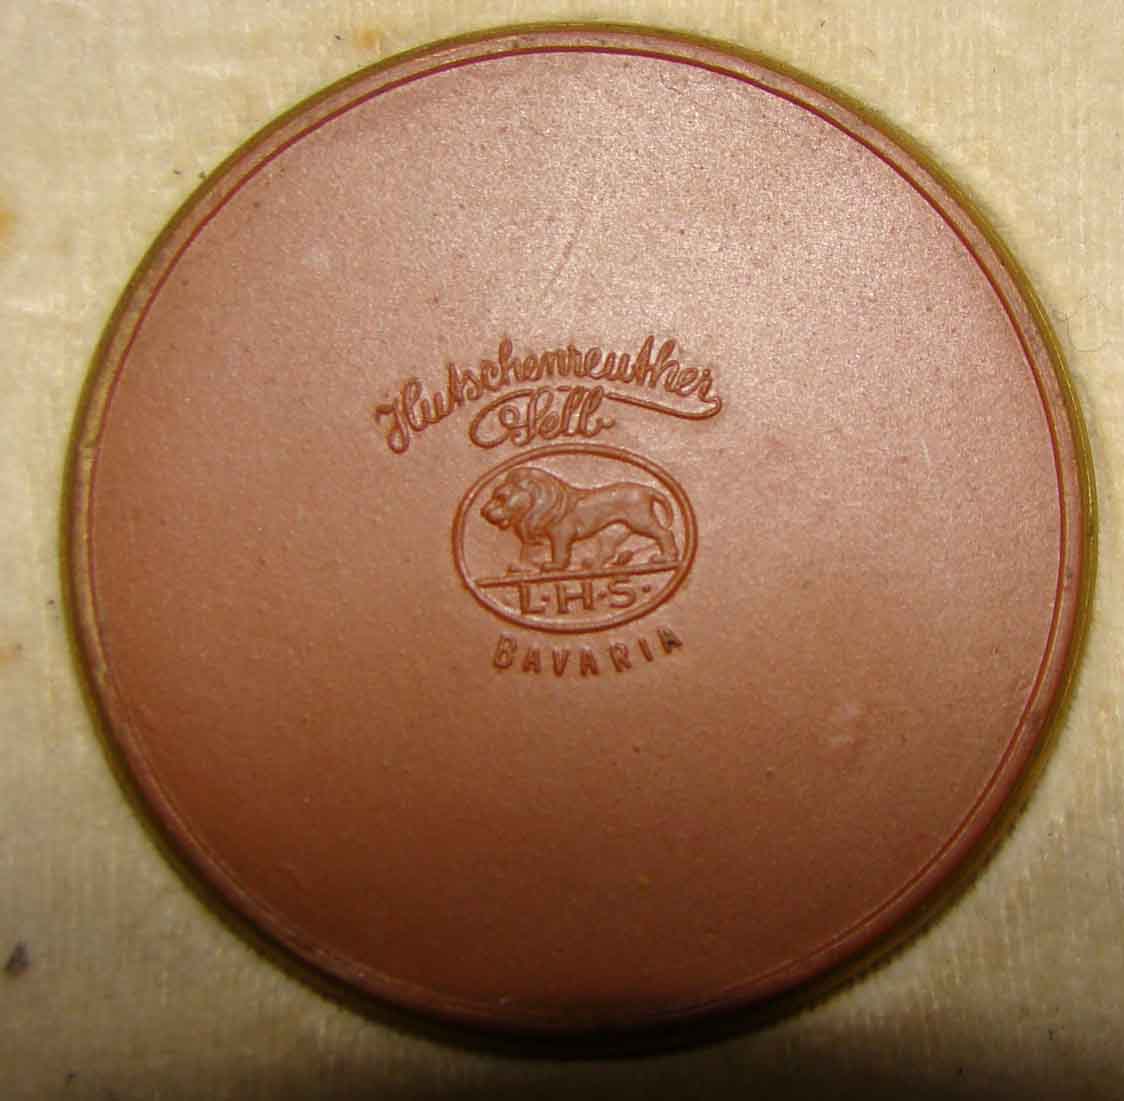 Hutschenreuther
Selb
L·H·S·
BAVARIA